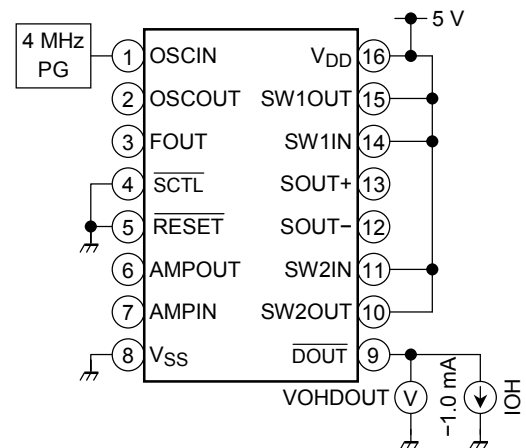 4 MHz
PG
5 V
1 OSCIN
2 OSCOUT
3 FOUT
4 SCTL
5 RESET
6 AMPOUT
7 AMPIN
8 VSS
VDD 16
SW1OUT 15
SW1IN 14
SOUT+ 13
SOUT− 12
SW2IN 11
SW2OUT 10
DOUT 9
VOHDOUT
V
−1.0 mA
IOH